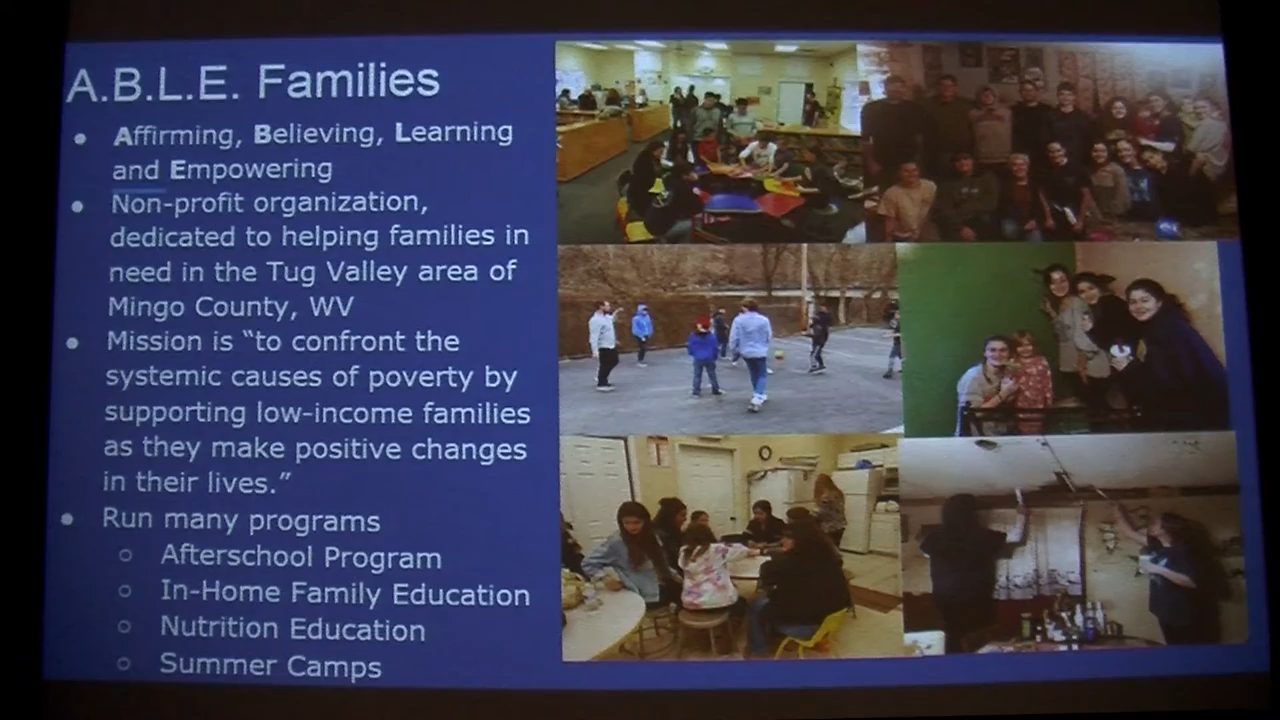 A.B.L.E. Families
● Affirming, Believing, Learning
and Empowering
● Non-profit organization,
dedicated to helping families in
need in the Tug Valley area of
Mingo County, WV
● Mission is “to confront the
systemic causes of poverty by
supporting low-income families
as they make positive changes
in their lives.”
● Run many programs
○ Afterschool Program
○ In-Home Family Education
○ Nutrition Education
○ Summer Camps